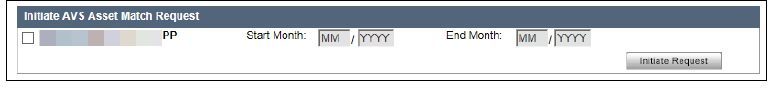 Initiate AVS Asset Match Request
PP Start Month: MM / YYYY End Month: MM / YYYY
Initiate Request